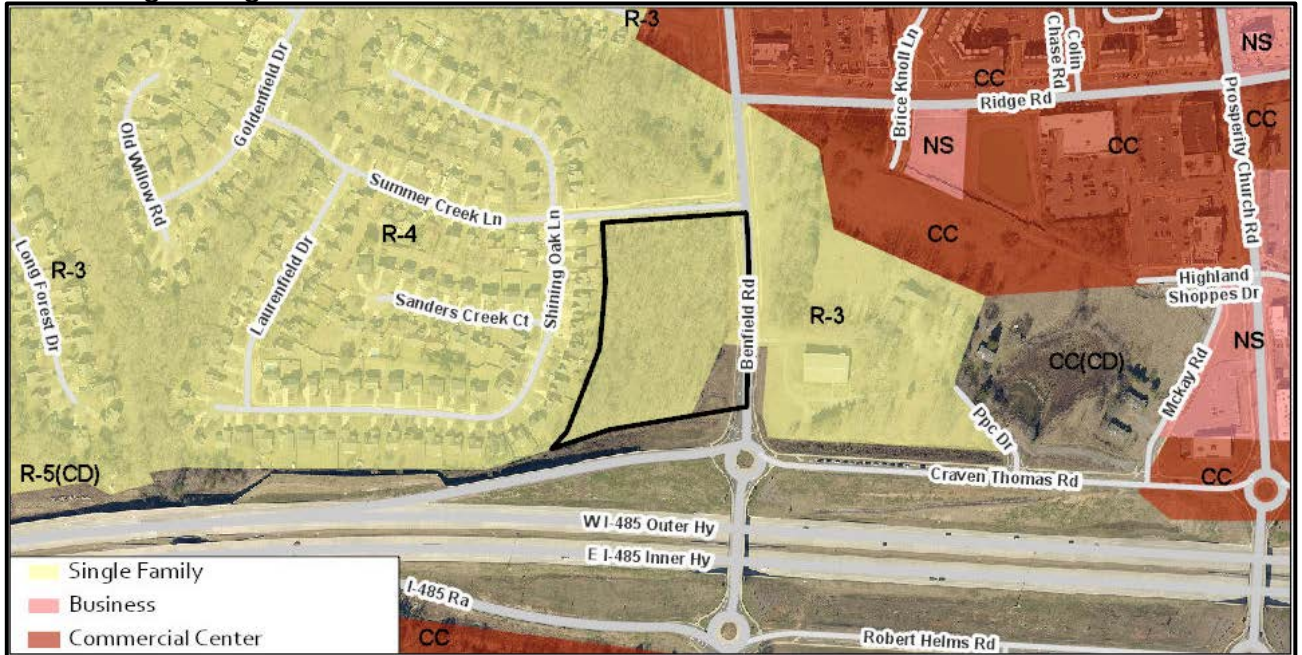 R-3
NS
Goldenfield Dr
Brice Knoll Ln
Colin
Chase Rd
CC
Ridge Rd
Old Willow Rd
Prosperity Church Rd
CC
CC
NS
Summer Creek Ln
R-4
CC
Long Forest Dr
R-3
Laurenfield Dr
Shining Oak Ln
Sanders Creek Ct
Benfield Rd
R-3
Highland
Shoppes Dr
CC(CD)
Mckay Rd
NS
Ppc Dr
R-5(CD)
Craven Thomas Rd
CC
W I-485 Outer Hy
E I-485 Inner Hy
Single Family
Business
Commercial Center
I-485 Ra
CC
Robert Helms Rd